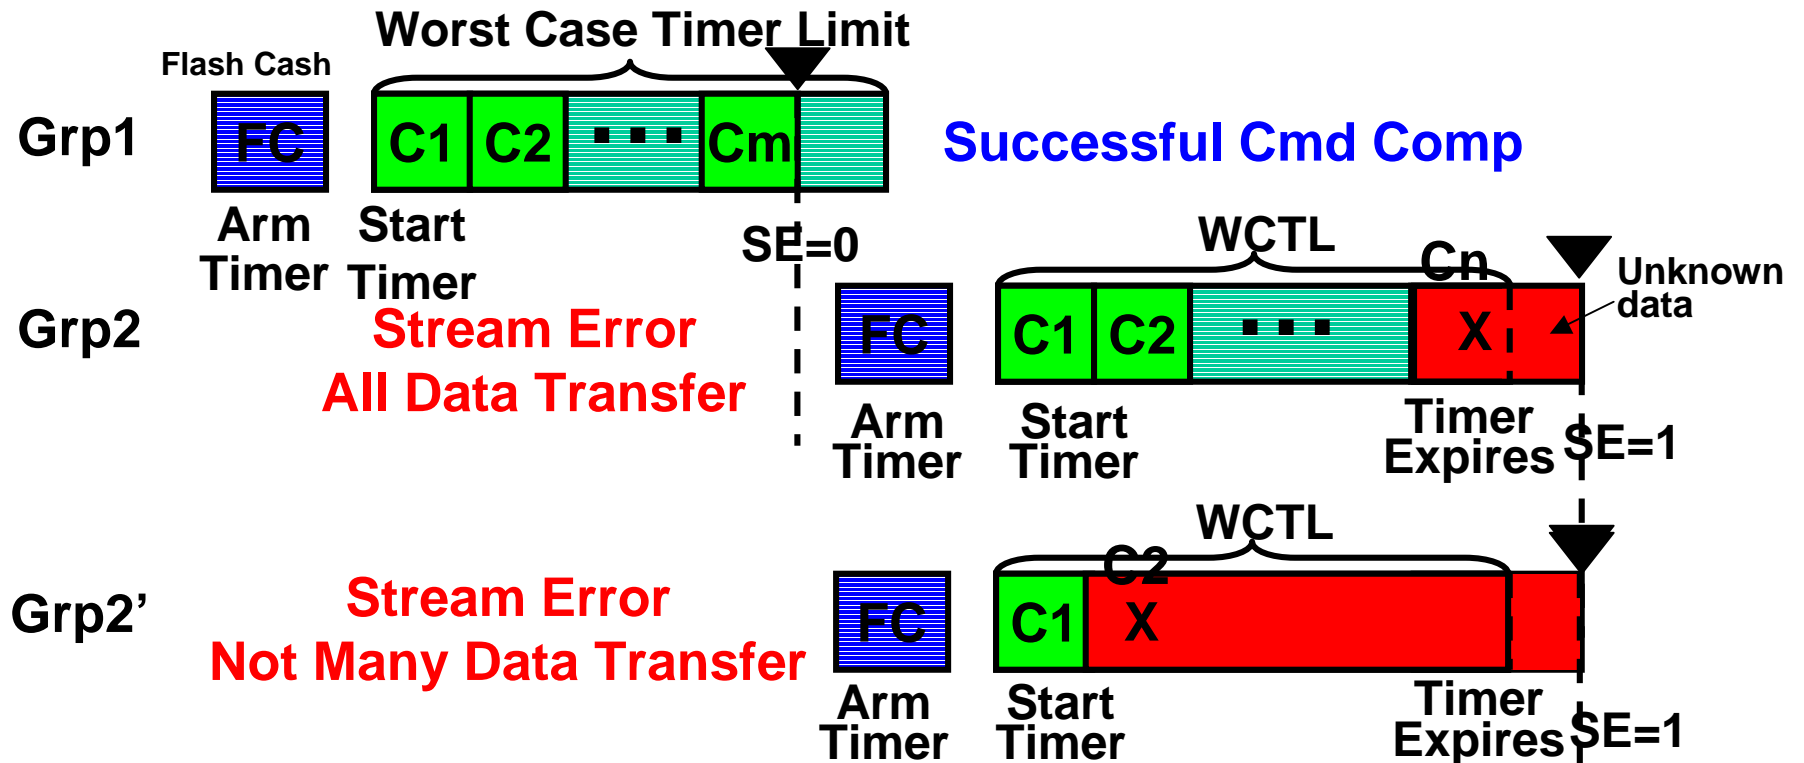 Worst Case Timer Limit
Flash Cash
Grp1
FC
C1
C2
...
Cm
Successful Cmd Comp
Arm
Timer
Start
Timer
SE=0
WCTL
Cn
Unknown
data
Grp2
Stream Error
All Data Transfer
FC
C1
C2
...
X
Arm
Timer
Start
Timer
Timer
Expires
SE=1
WCTL
C2
Grp2’
Stream Error
Not Many Data Transfer
FC
C1
X
Arm
Timer
Start
Timer
Timer
Expires
SE=1